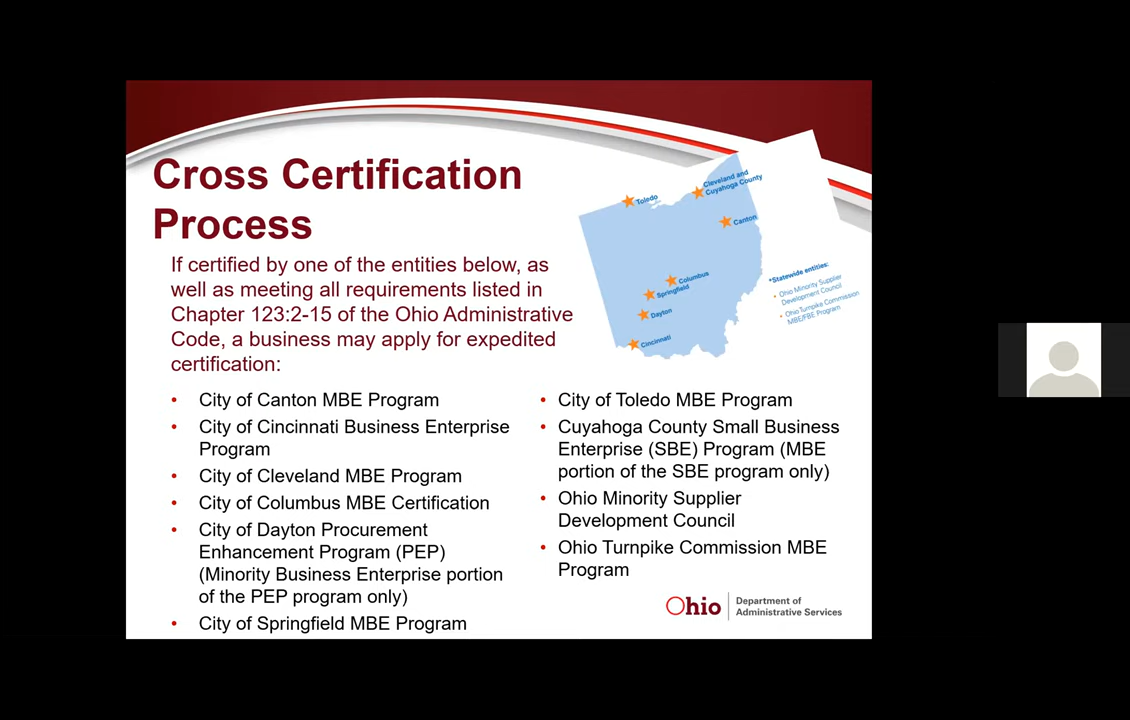 Cross Certification
Process
If certified by one of the entities below, as
well as meeting all requirements listed in
Chapter 123:2-15 of the Ohio Administrative
Code, a business may apply for expedited
certification:
• City of Canton MBE Program
• City of Cincinnati Business Enterprise
Program
• City of Cleveland MBE Program
• City of Columbus MBE Certification
• City of Dayton Procurement
Enhancement Program (PEP)
(Minority Business Enterprise portion
of the PEP program only)
• City of Springfield MBE Program
• City of Toledo MBE Program
• Cuyahoga County Small Business
Enterprise (SBE) Program (MBE
portion of the SBE program only)
• Ohio Minority Supplier
Development Council
• Ohio Turnpike Commission MBE
Program
Toledo
Cleveland and
Cuyahoga County
Canton
Columbus
Springfield
Dayton
Cincinnati
*Statewide entities:
• Ohio Minority Supplier
Development Council
• Ohio Turnpike Commission
MBE/FBE Program
Ohio
Department of
Administrative Services